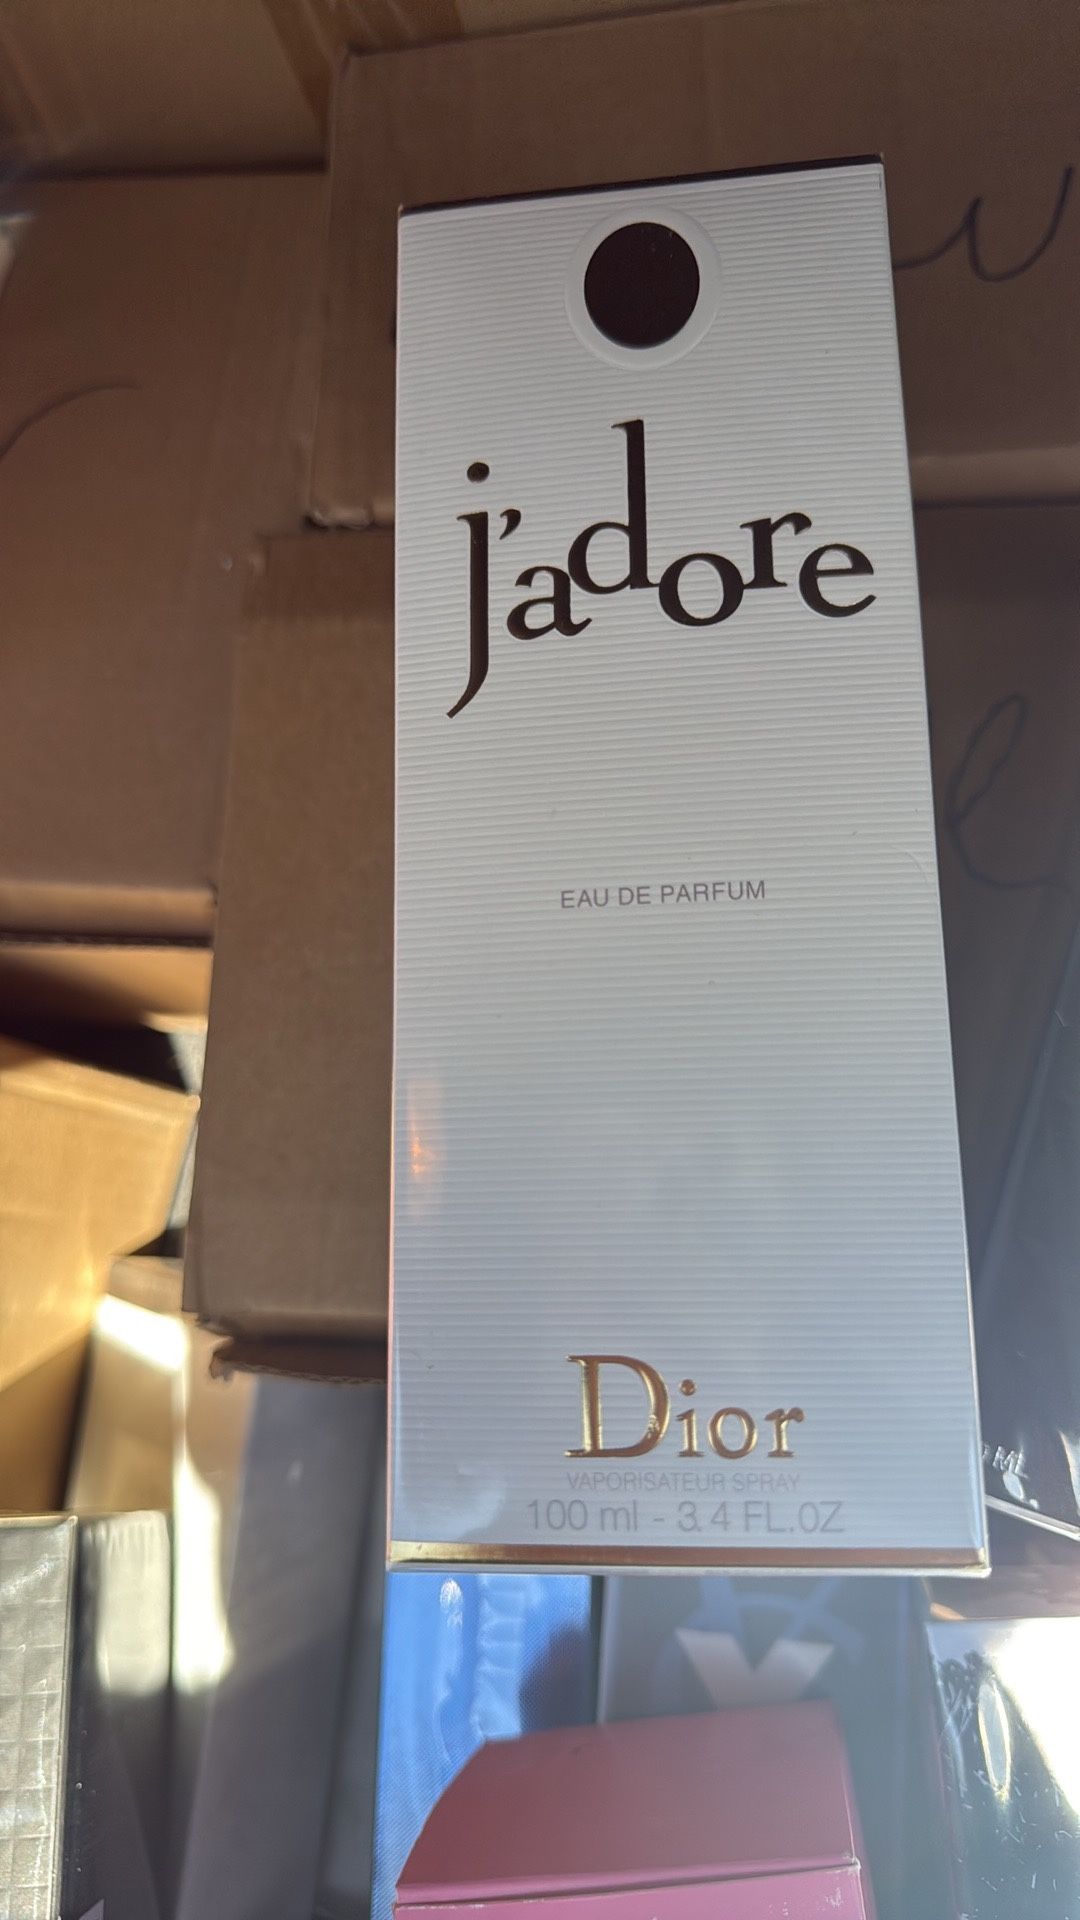 j'adore
EAU DE PARFUM
Dior
VAPORISATEUR SPRAY
100 ml - 3.4 FL.OZ